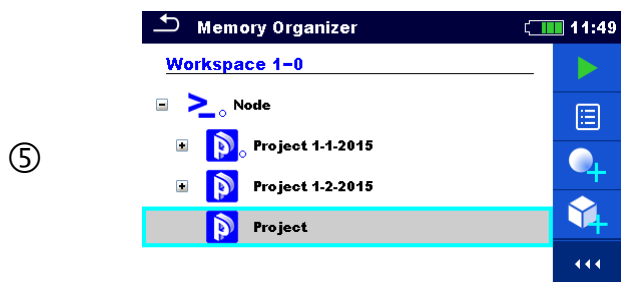 Memory Organizer 11:49
Workspace 1-0
Node
Project 1-1-2015
⑤
Project 1-2-2015
Project